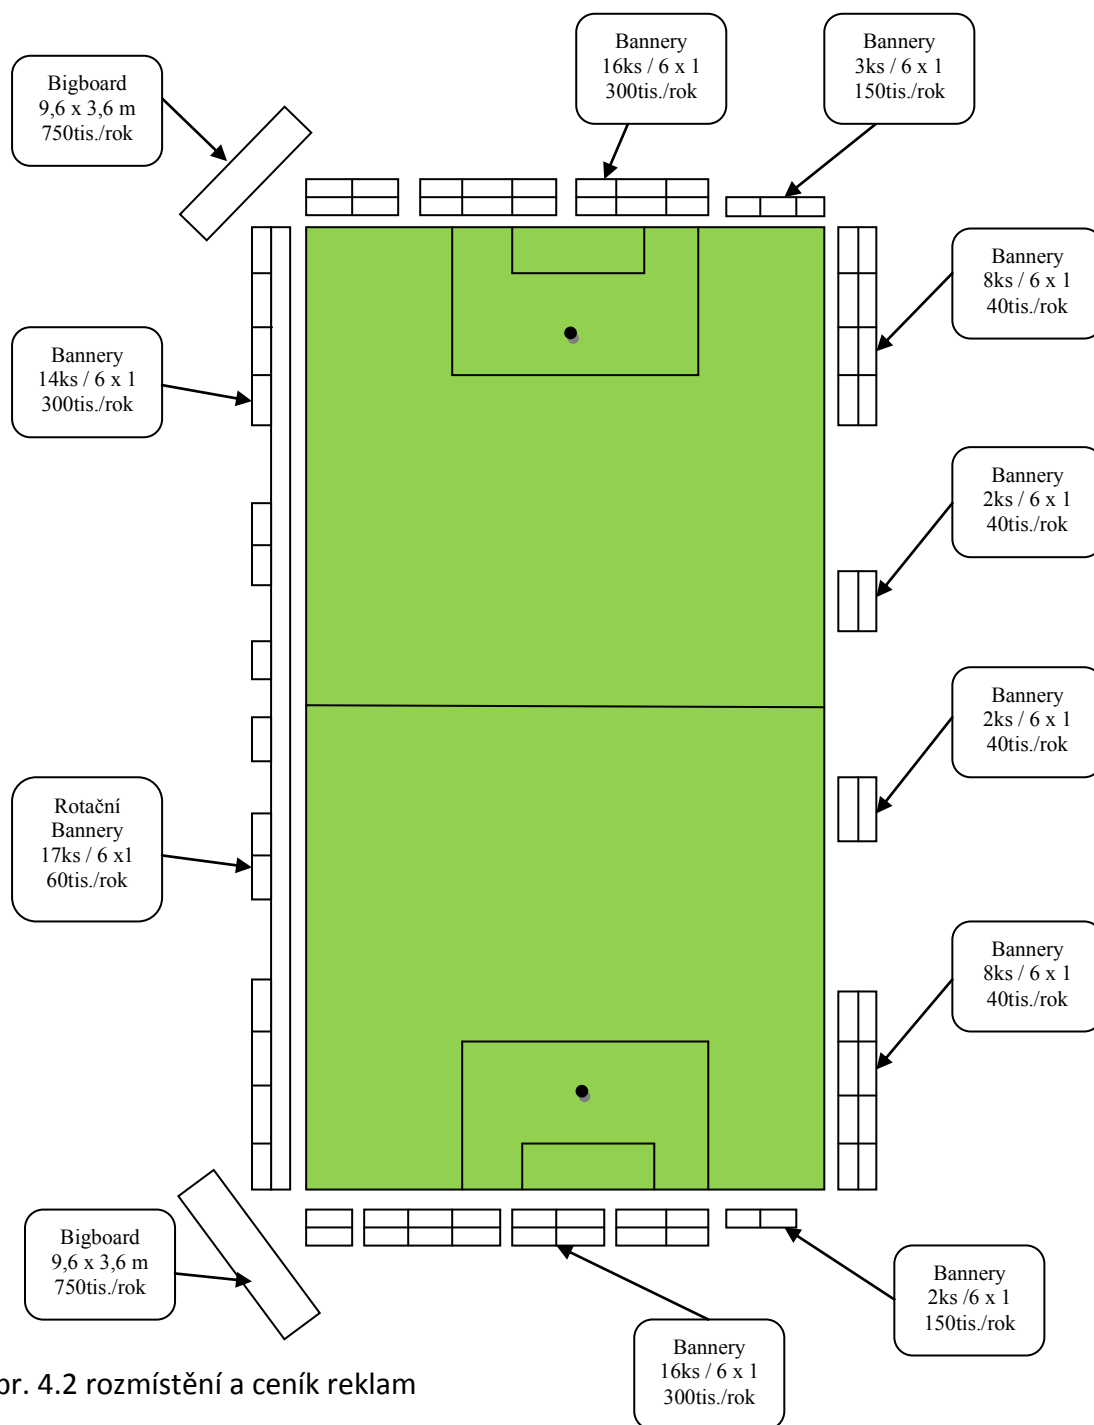 Bannery
16ks / 6 x 1
300tis./rok
Bannery
3ks / 6 x 1
150tis./rok
Bigboard
9,6 x 3,6 m
750tis./rok
Bannery
8ks / 6 x 1
40tis./rok
Bannery
14ks / 6 x 1
300tis./rok
Bannery
2ks / 6 x 1
40tis./rok
Bannery
2ks / 6 x 1
40tis./rok
Rotační
Bannery
17ks / 6 x1
60tis./rok
Bannery
8ks / 6 x 1
40tis./rok
Bigboard
9,6 x 3,6 m
750tis./rok
Bannery
2ks /6 x 1
150tis./rok
Bannery
16ks / 6 x 1
300tis./rok
br. 4.2 rozmístění a ceník reklam